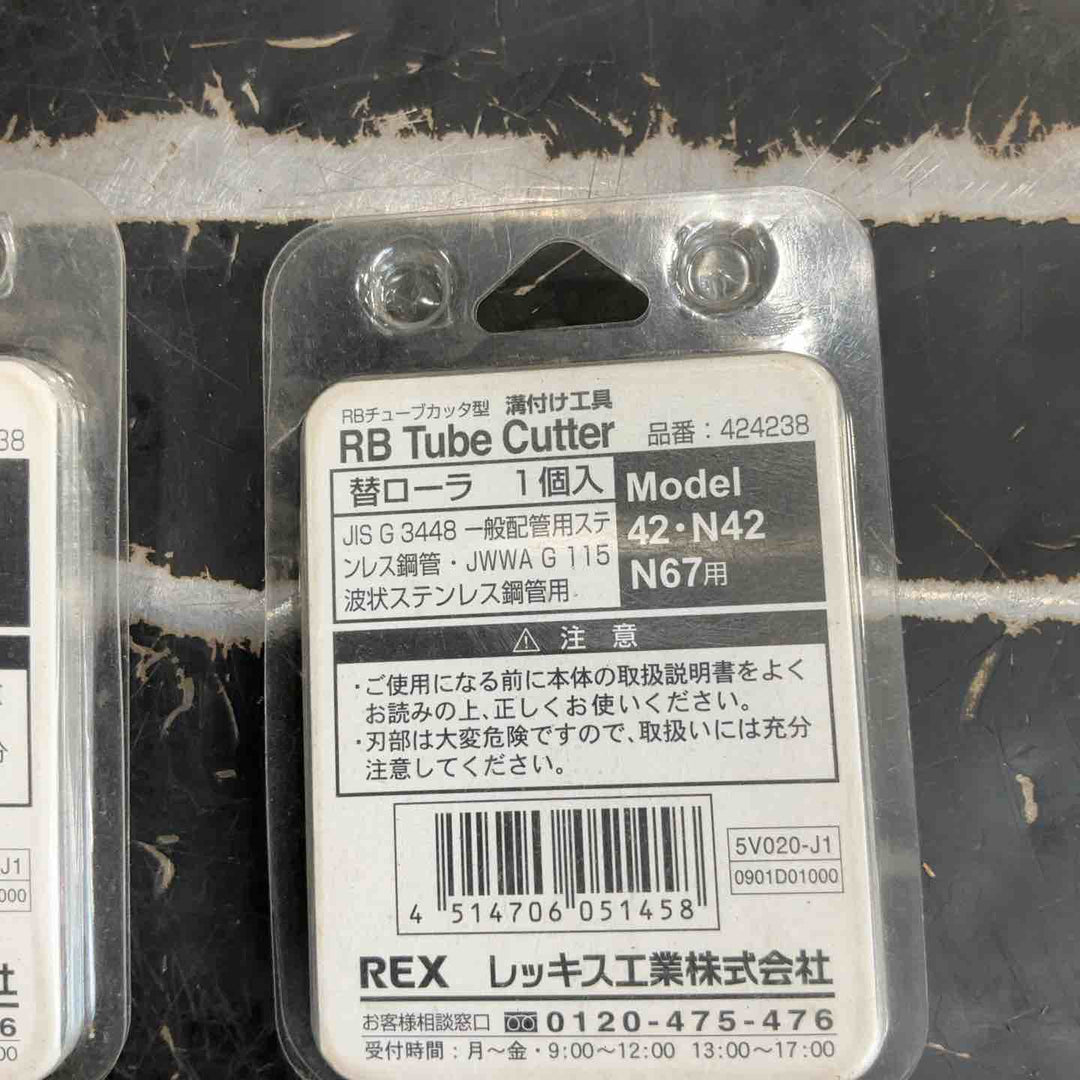 RBチューブカッタ型 溝付け工具
RB Tube Cutter 品番：424238
替ローラ 1個入
JIS G 3448 一般配管用ステ
ンレス鋼管・JWWA G 115
波状ステンレス鋼管用
Model
42・N42
N67用
⚠ 注意
・ご使用になる前に本体の取扱説明書をよく
お読みの上、正しくお使いください。
・刃部は大変危険ですので、取扱いには充分
注意してください。
4 514706 051458
5V020-J1
0901D01000
REX レッキス工業株式会社
お客様相談窓口 0120-475-476
受付時間：月～金・9:00～12:00 13:00～17:00
38
分
-J1
000
社
6
00